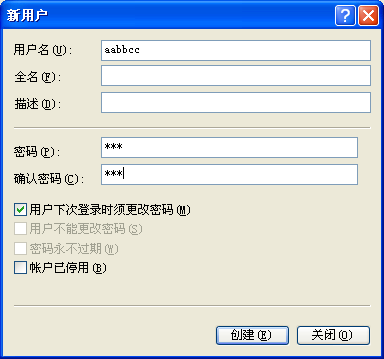 新用户
用户名(U): aabbcc
全名(F):
描述(D):
密码(P): ***
确认密码(C): ***
用户下次登录时须更改密码(M)
用户不能更改密码(S)
密码永不过期(W)
帐户已停用(B)
创建(E) 关闭(O)